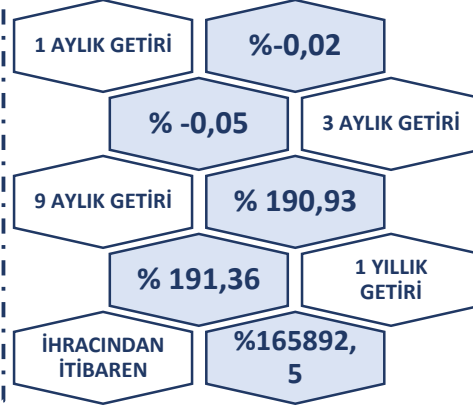 1 AYLIK GETİRİ
%-0,02
% -0,05
3 AYLIK GETİRİ
9 AYLIK GETİRİ
% 190,93
% 191,36
1 YILLIK
GETİRİ
İHRACINDAN
İTİBAREN
%165892,
5